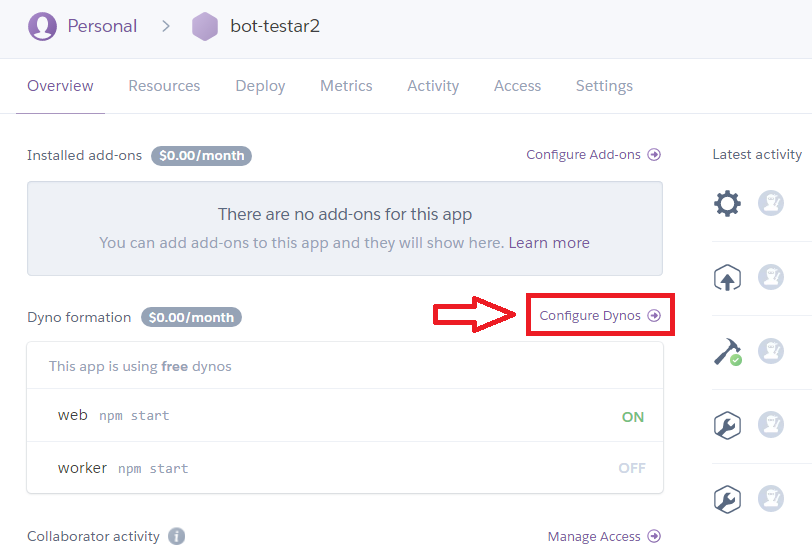 Personal > bot-testar2
Overview Resources Deploy Metrics Activity Access Settings
Installed add-ons $0.00/month Configure Add-ons
There are no add-ons for this app
You can add add-ons to this app and they will show here. Learn more
Dyno formation $0.00/month Configure Dynos
This app is using free dynos
web npm start ON
worker npm start OFF
Collaborator activity i Manage Access
Latest activity